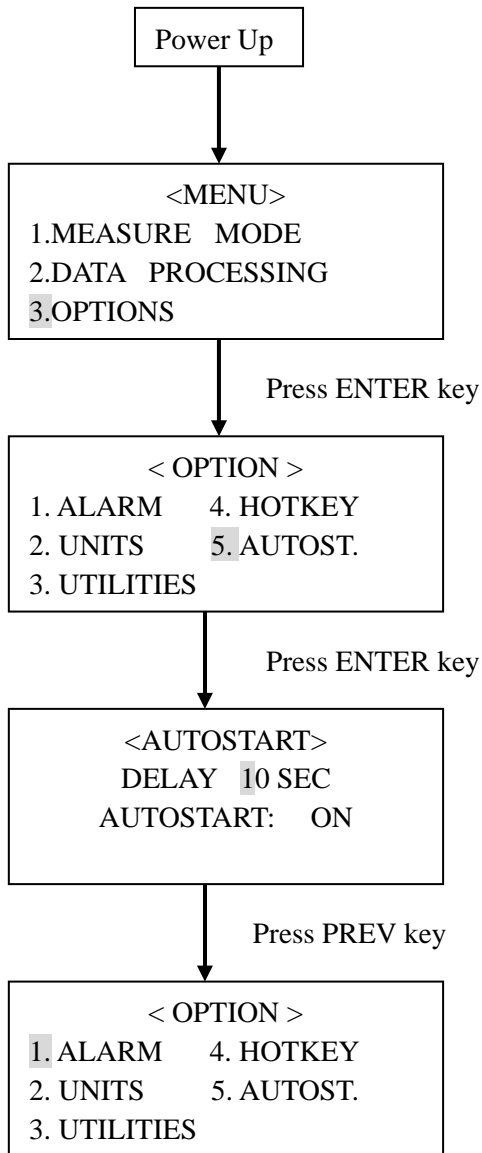 Power Up
<MENU>
1.MEASURE MODE
2.DATA PROCESSING
3.OPTIONS
Press ENTER key
< OPTION >
1. ALARM 4. HOTKEY
2. UNITS 5. AUTOST.
3. UTILITIES
Press ENTER key
<AUTOSTART>
DELAY 10 SEC
AUTOSTART: ON
Press PREV key
< OPTION >
1. ALARM 4. HOTKEY
2. UNITS 5. AUTOST.
3. UTILITIES